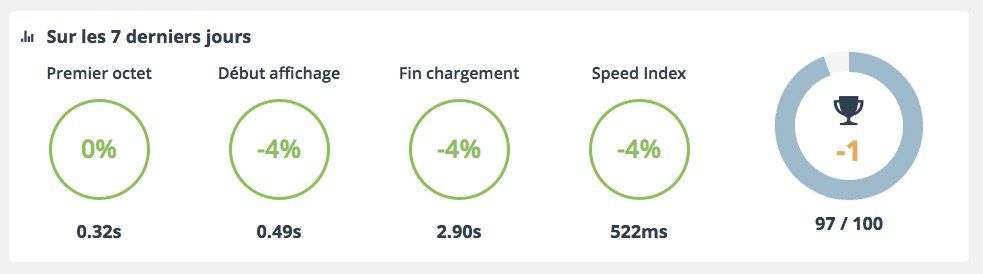 Sur les 7 derniers jours
Premier octet
Début affichage
Fin chargement
Speed Index
0%
-4%
-4%
-4%
-1
0.32s
0.49s
2.90s
522ms
97 / 100